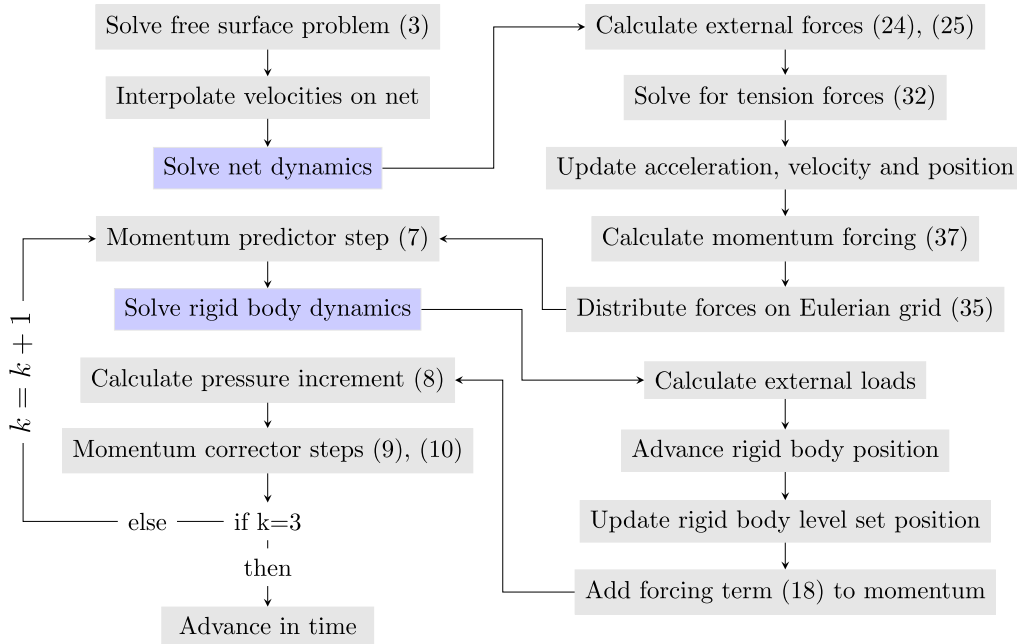 Solve free surface problem (3)
Interpolate velocities on net
Solve net dynamics
Calculate external forces (24), (25)
Solve for tension forces (32)
Update acceleration, velocity and position
Calculate momentum forcing (37)
Distribute forces on Eulerian grid (35)
Momentum predictor step (7)
Solve rigid body dynamics
Calculate external loads
Advance rigid body position
Update rigid body level set position
Add forcing term (18) to momentum
Calculate pressure increment (8)
Momentum corrector steps (9), (10)
if k=3
else
k = k + 1
then
Advance in time